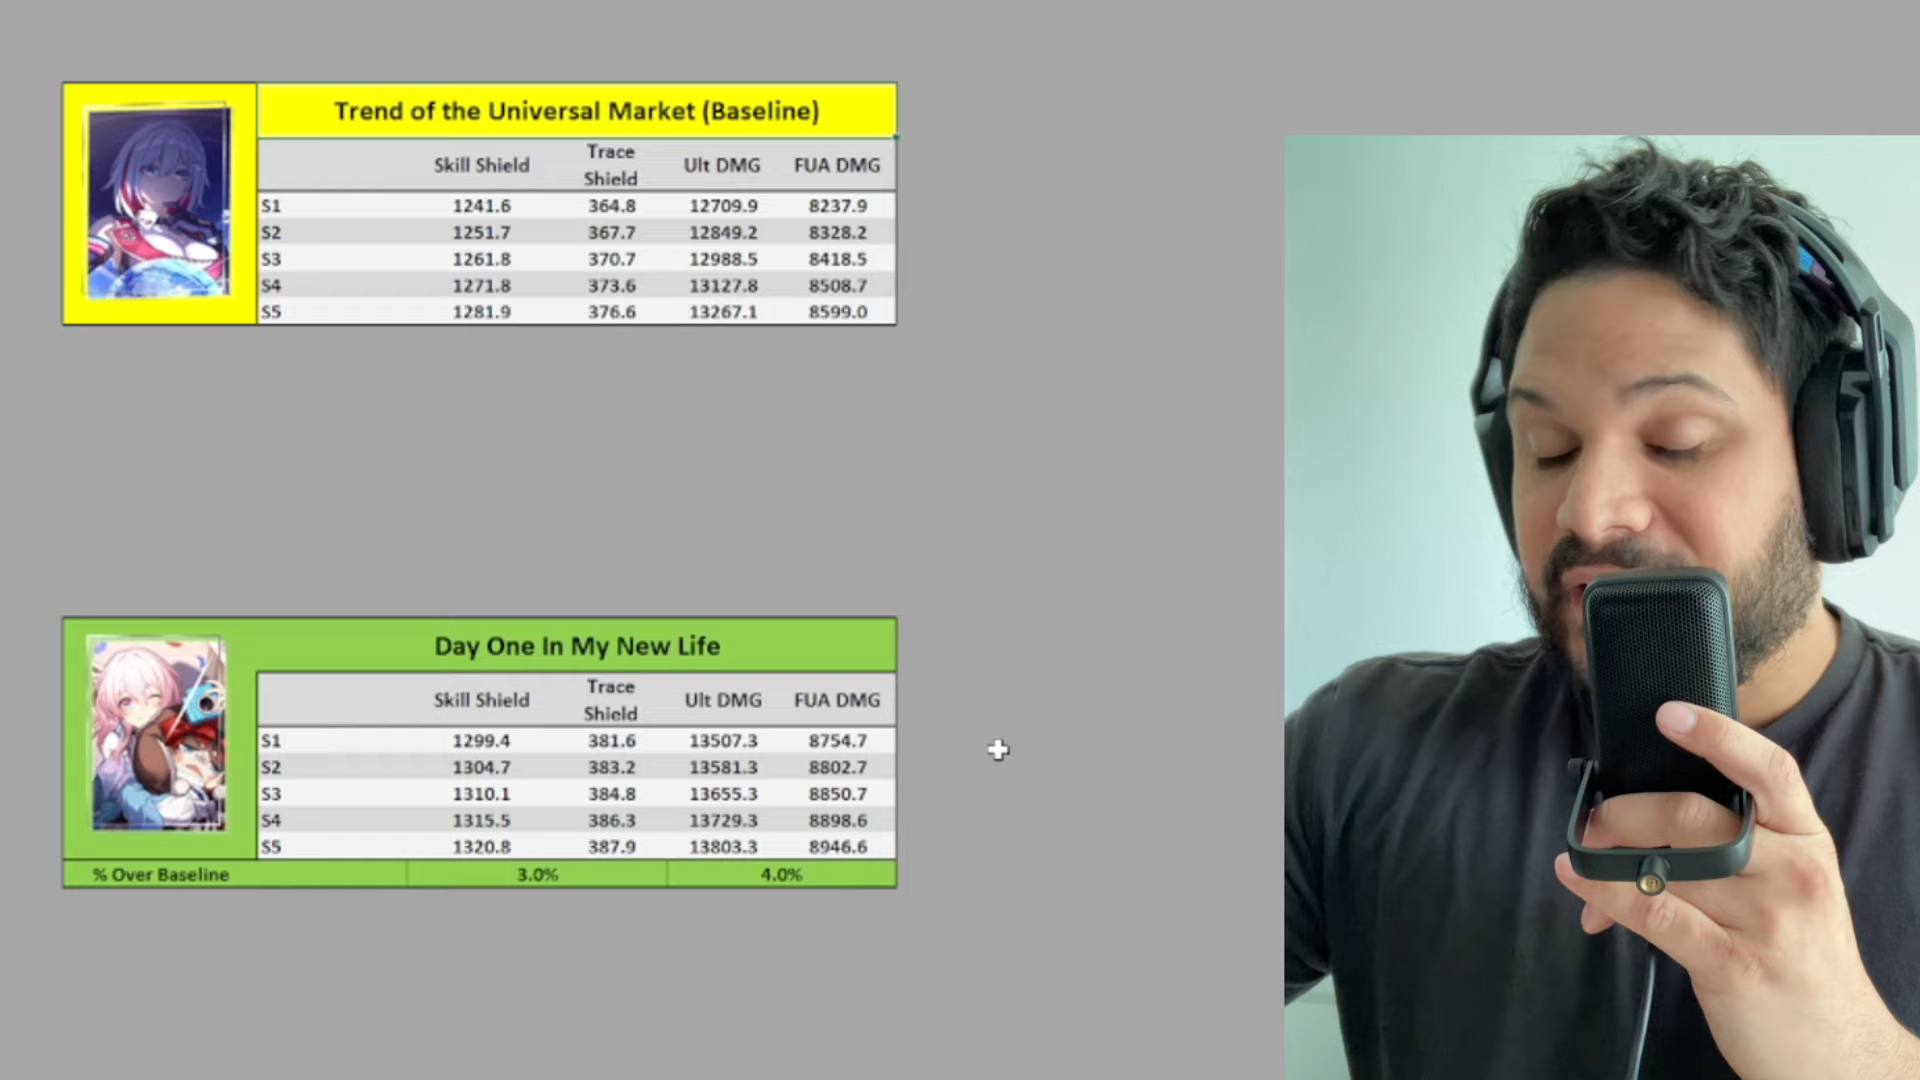 Trend of the Universal Market (Baseline)
Skill Shield Trace Shield Ult DMG FUA DMG
S1 1241.6 364.8 12709.9 8237.9
S2 1251.7 367.7 12849.2 8328.2
S3 1261.8 370.7 12988.5 8418.5
S4 1271.8 373.6 13127.8 8508.7
S5 1281.9 376.6 13267.1 8599.0
Day One In My New Life
Skill Shield Trace Shield Ult DMG FUA DMG
S1 1299.4 381.6 13507.3 8754.7
S2 1304.7 383.2 13581.3 8802.7
S3 1310.1 384.8 13655.3 8850.7
S4 1315.5 386.3 13729.3 8898.6
S5 1320.8 387.9 13803.3 8946.6
% Over Baseline 3.0% 4.0%